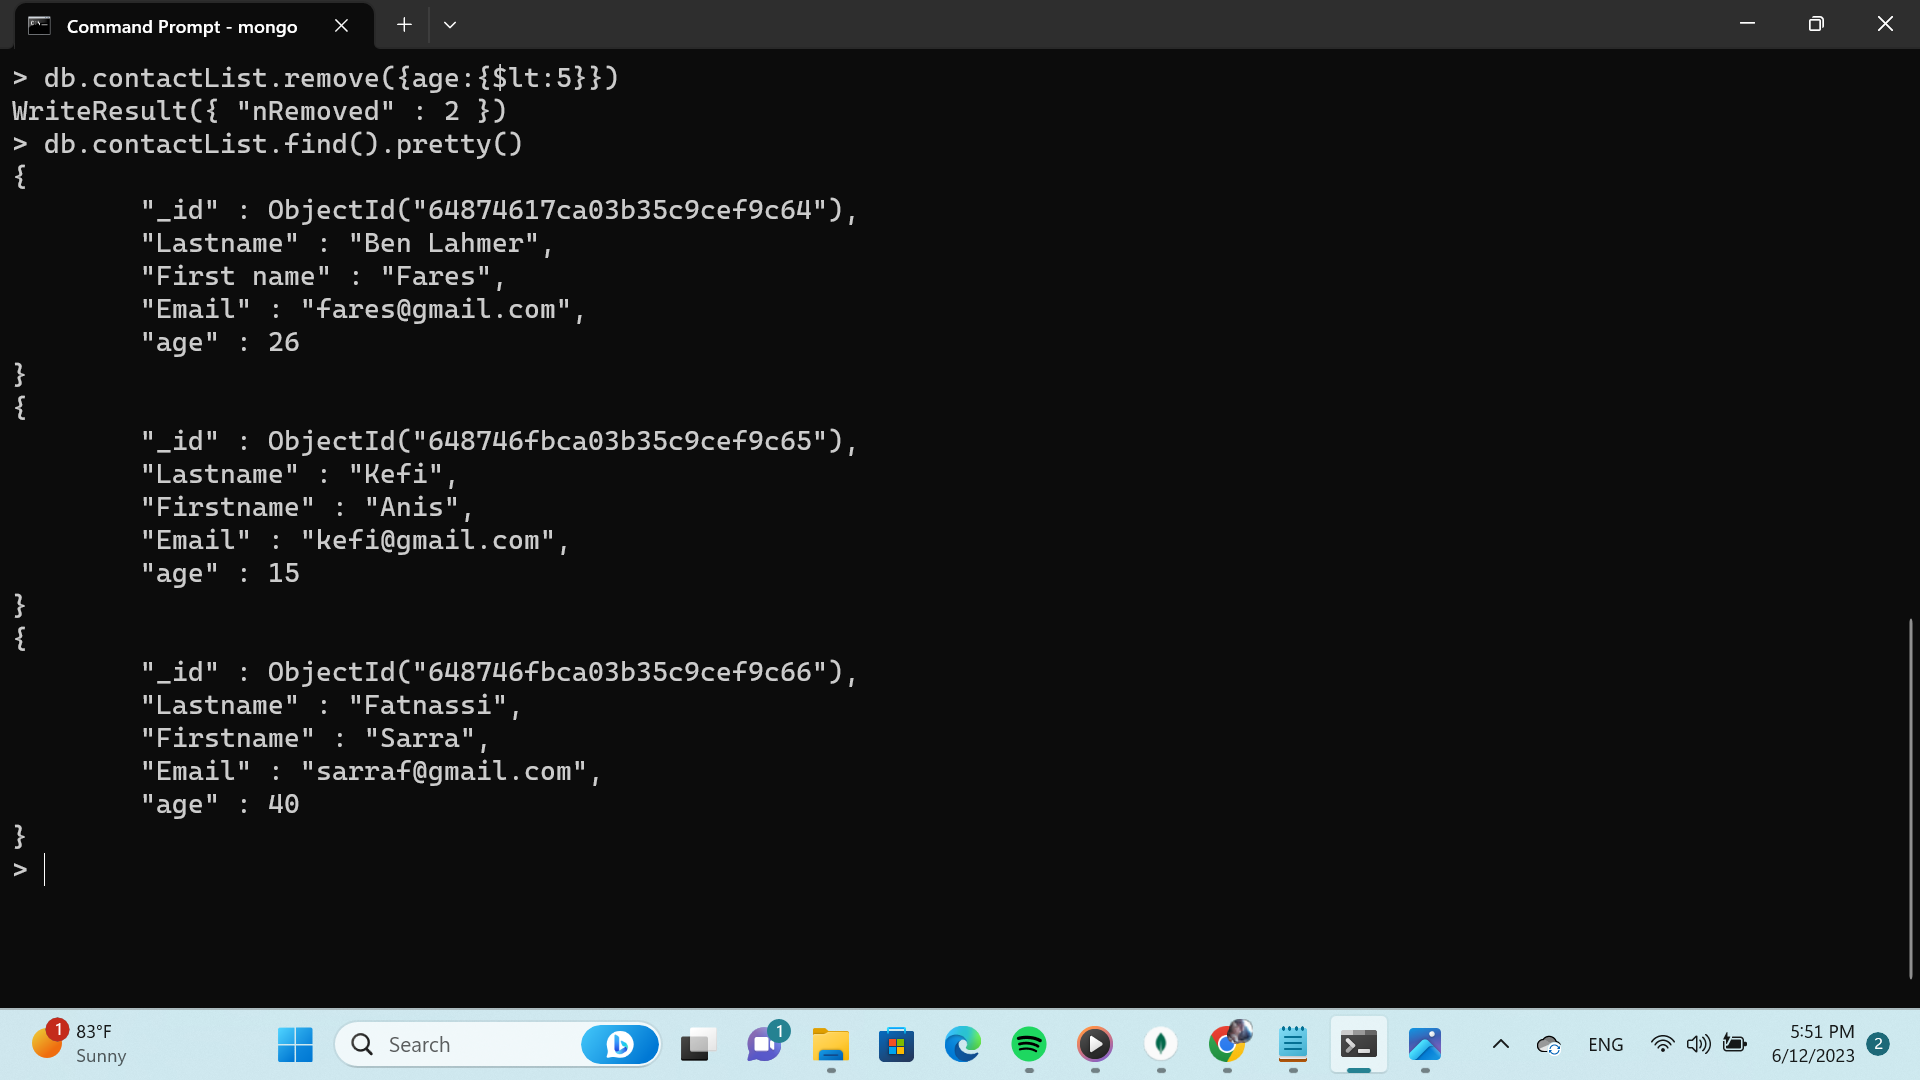 Command Prompt - mongo
> db.contactList.remove({age:{$lt:5}})
WriteResult({ "nRemoved" : 2 })
> db.contactList.find().pretty()
{
"_id" : ObjectId("64874617ca03b35c9cef9c64"),
"Lastname" : "Ben Lahmer",
"First name" : "Fares",
"Email" : "fares@gmail.com",
"age" : 26
}
{
"_id" : ObjectId("648746fbca03b35c9cef9c65"),
"Lastname" : "Kefi",
"Firstname" : "Anis",
"Email" : "kefi@gmail.com",
"age" : 15
}
{
"_id" : ObjectId("648746fbca03b35c9cef9c66"),
"Lastname" : "Fatnassi",
"Firstname" : "Sarra",
"Email" : "sarraf@gmail.com",
"age" : 40
}
>
1
83°F
Sunny
Search
1
ENG
5:51 PM
6/12/2023
2